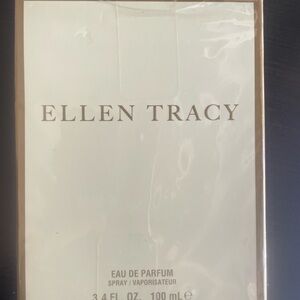 ELLEN TRACY
EAU DE PARFUM
SPRAY / VAPORISATEUR
3.4 FL. OZ. 100 mL ℮